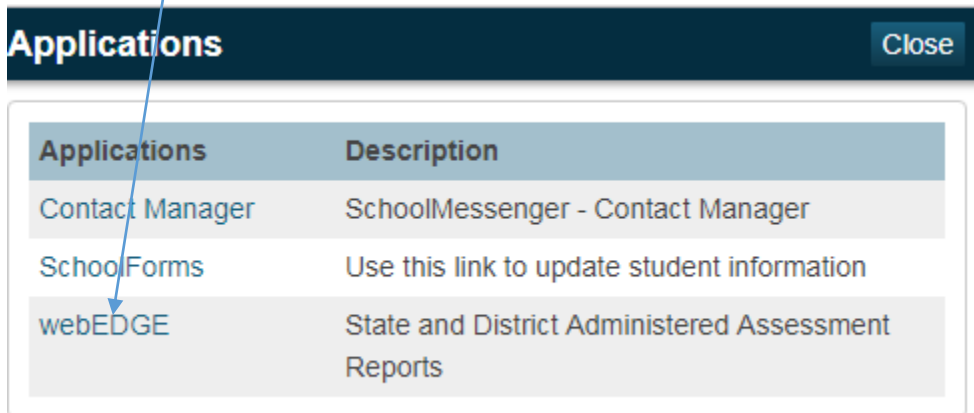 Applications Close
Applications Description
Contact Manager SchoolMessenger - Contact Manager
SchoolForms Use this link to update student information
webEDGE State and District Administered Assessment
Reports